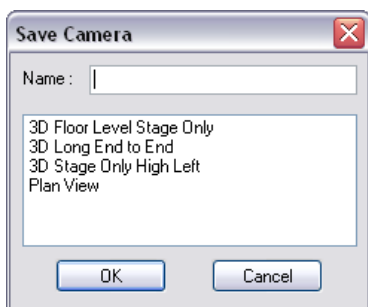 Save Camera
Name :
3D Floor Level Stage Only
3D Long End to End
3D Stage Only High Left
Plan View
OK Cancel